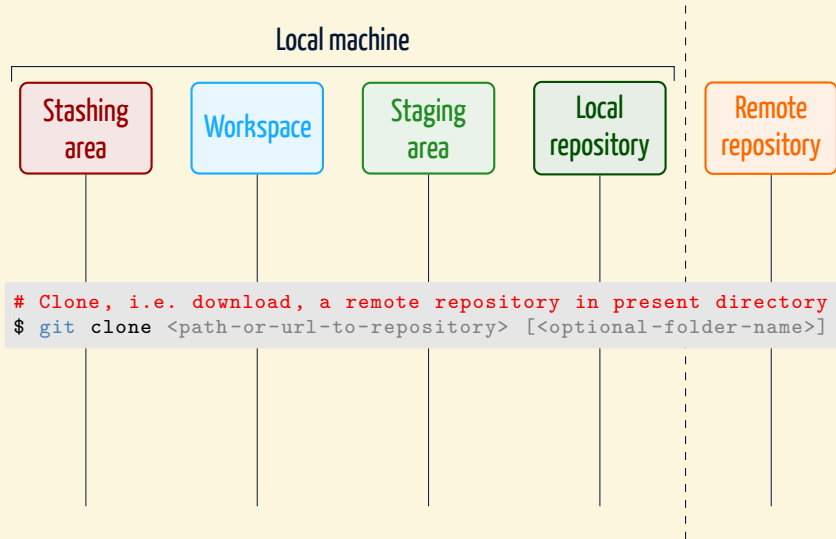 Local machine
Stashing
area
Workspace
Staging
area
Local
repository
Remote
repository
# Clone, i.e. download, a remote repository in present directory
$ git clone <path-or-url-to-repository> [<optional-folder-name>]